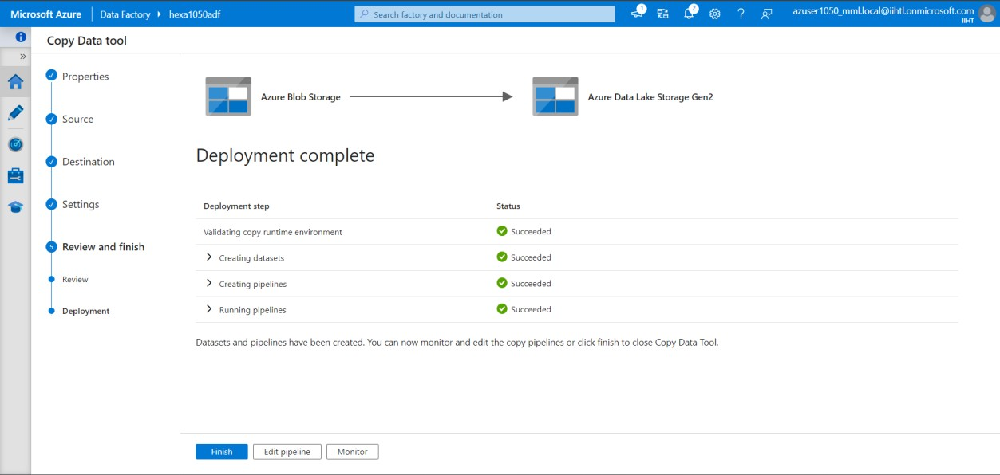 Microsoft Azure Data Factory hexa1050adf Search factory and documentation 1 2 azuser1050_mml.local@iihtl.onmicrosoft.com
IIHT
Copy Data tool
Properties
Source
Destination
Settings
5 Review and finish
Review
Deployment
Azure Blob Storage Azure Data Lake Storage Gen2
Deployment complete
Deployment step Status
Validating copy runtime environment Succeeded
Creating datasets Succeeded
Creating pipelines Succeeded
Running pipelines Succeeded
Datasets and pipelines have been created. You can now monitor and edit the copy pipelines or click finish to close Copy Data Tool.
Finish Edit pipeline Monitor